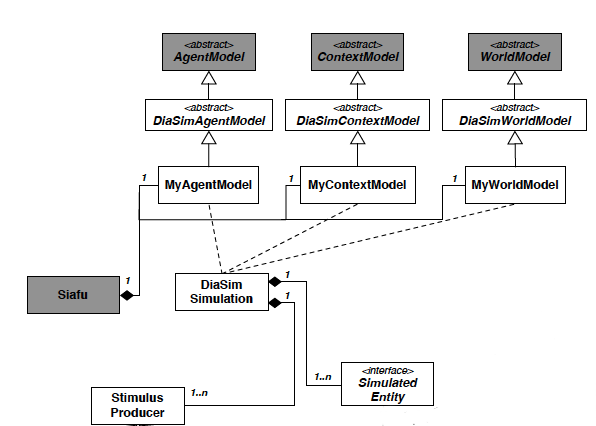 <abstract>
AgentModel
<abstract>
ContextModel
<abstract>
WorldModel
<abstract>
DiaSimAgentModel
<abstract>
DiaSimContextModel
<abstract>
DiaSimWorldModel
1
MyAgentModel
1
MyContextModel
1
MyWorldModel
Siafu
1
DiaSim
Simulation
1
1
1..n
<interface>
Simulated
Entity
Stimulus
Producer
1..n